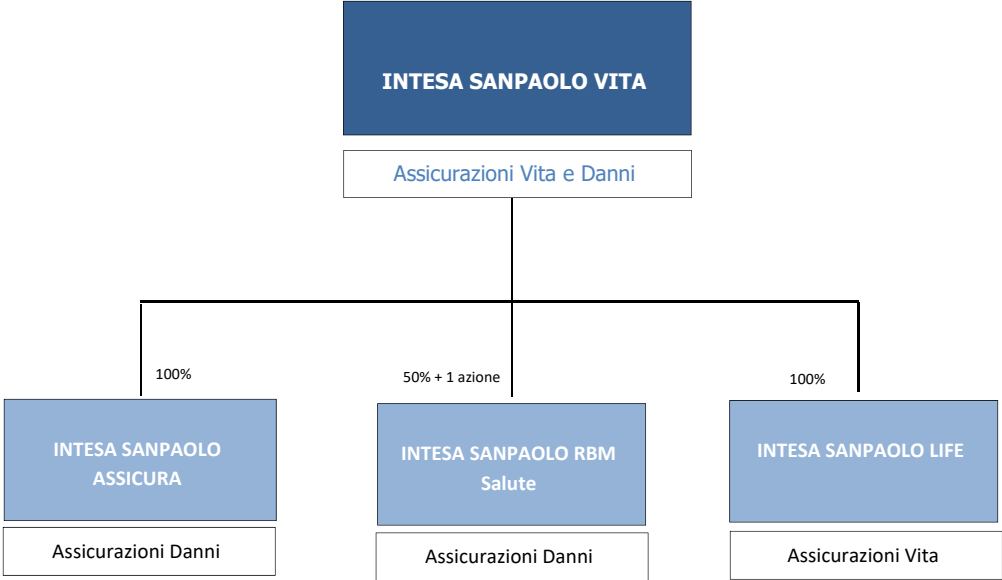 INTESA SANPAOLO VITA
Assicurazioni Vita e Danni
100%
50% + 1 azione
100%
INTESA SANPAOLO
ASSICURA
INTESA SANPAOLO RBM
Salute
INTESA SANPAOLO LIFE
Assicurazioni Danni
Assicurazioni Danni
Assicurazioni Vita